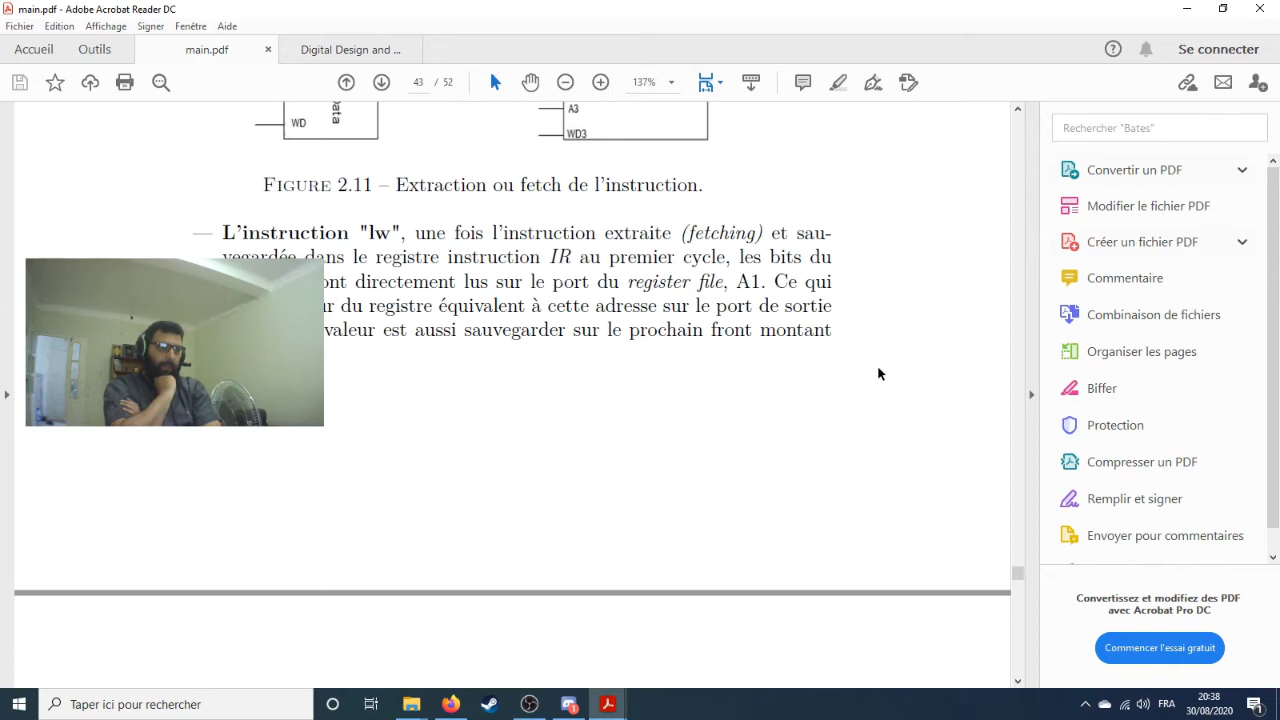 main.pdf - Adobe Acrobat Reader DC
Fichier Edition Affichage Signer Fenêtre Aide
Accueil Outils main.pdf × Digital Design and ... Se connecter
43 / 52 137%
Data
WD
A3
WD3
FIGURE 2.11 – Extraction ou fetch de l'instruction.
— L'instruction "lw", une fois l'instruction extraite (fetching) et sau-
vegardée dans le registre instruction IR au premier cycle, les bits du
ont directement lus sur le port du register file, A1. Ce qui
du registre équivalent à cette adresse sur le port de sortie
valeur est aussi sauvegarder sur le prochain front montant
Rechercher "Bates"
Convertir un PDF
Modifier le fichier PDF
Créer un fichier PDF
Commentaire
Combinaison de fichiers
Organiser les pages
Biffer
Protection
Compresser un PDF
Remplir et signer
Envoyer pour commentaires
Convertissez et modifiez des PDF
avec Acrobat Pro DC
Commencer l'essai gratuit
Taper ici pour rechercher
FRA
20:38
30/08/2020
1